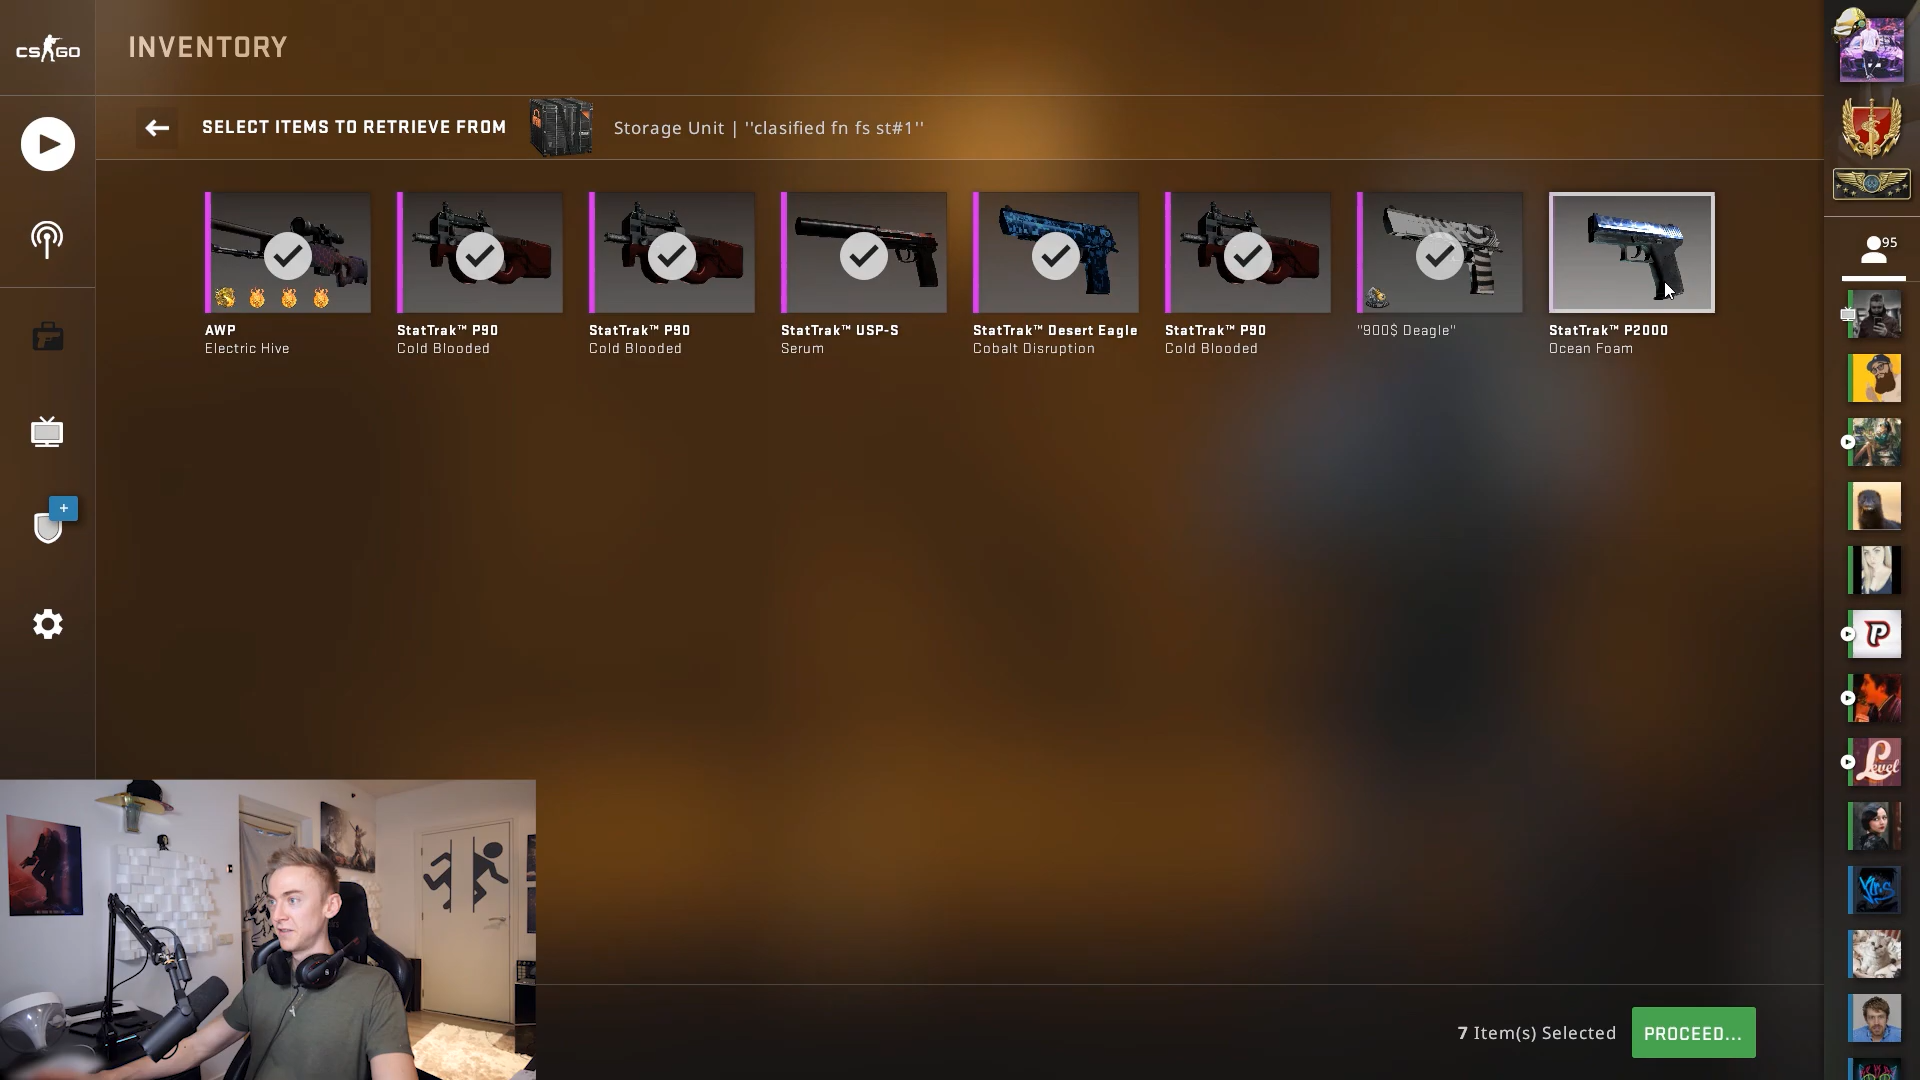 CS GO
INVENTORY
SELECT ITEMS TO RETRIEVE FROM
Storage Unit | ''clasified fn fs st#1''
95
AWP
Electric Hive
StatTrak™ P90
Cold Blooded
StatTrak™ P90
Cold Blooded
StatTrak™ USP-S
Serum
StatTrak™ Desert Eagle
Cobalt Disruption
StatTrak™ P90
Cold Blooded
"800$ Deagle"
StatTrak™ P2000
Ocean Foam
+
P
Level
7 Item(s) Selected
PROCEED...